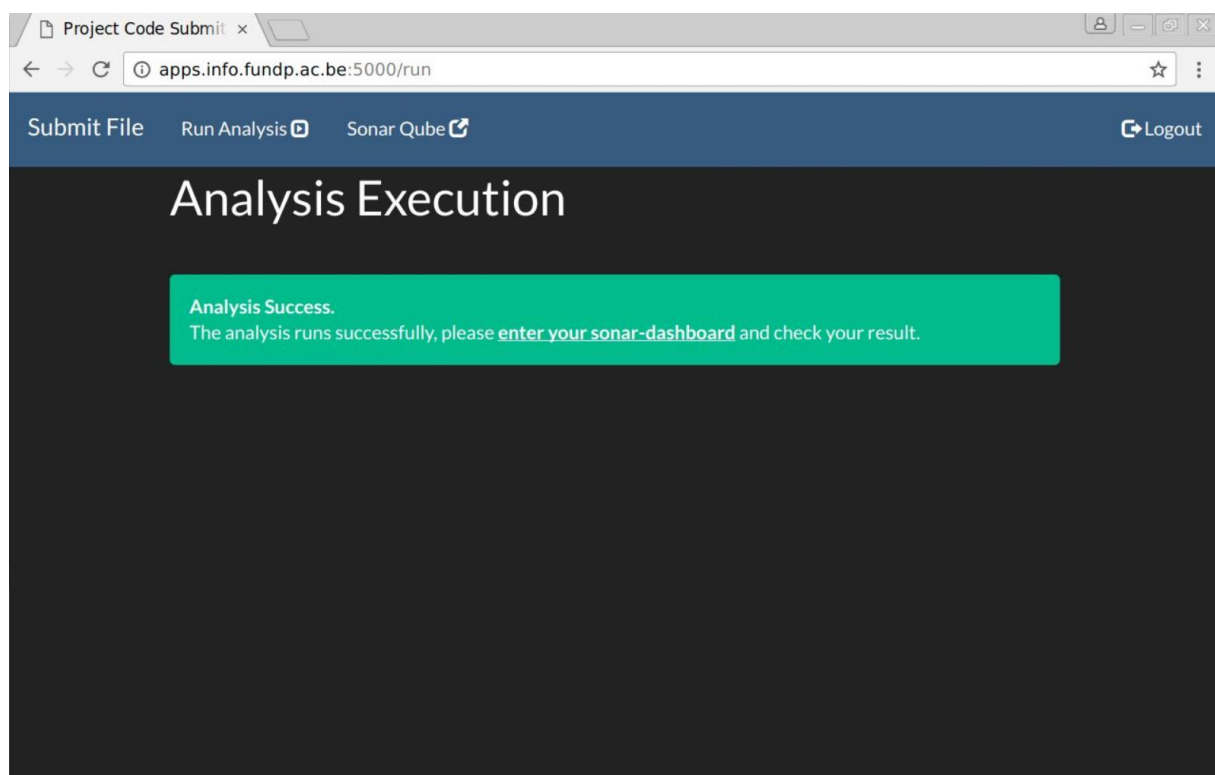 Project Code Submit
apps.info.fundp.ac.be:5000/run
Submit File Run Analysis Sonar Qube Logout
Analysis Execution
Analysis Success.
The analysis runs successfully, please enter your sonar-dashboard and check your result.